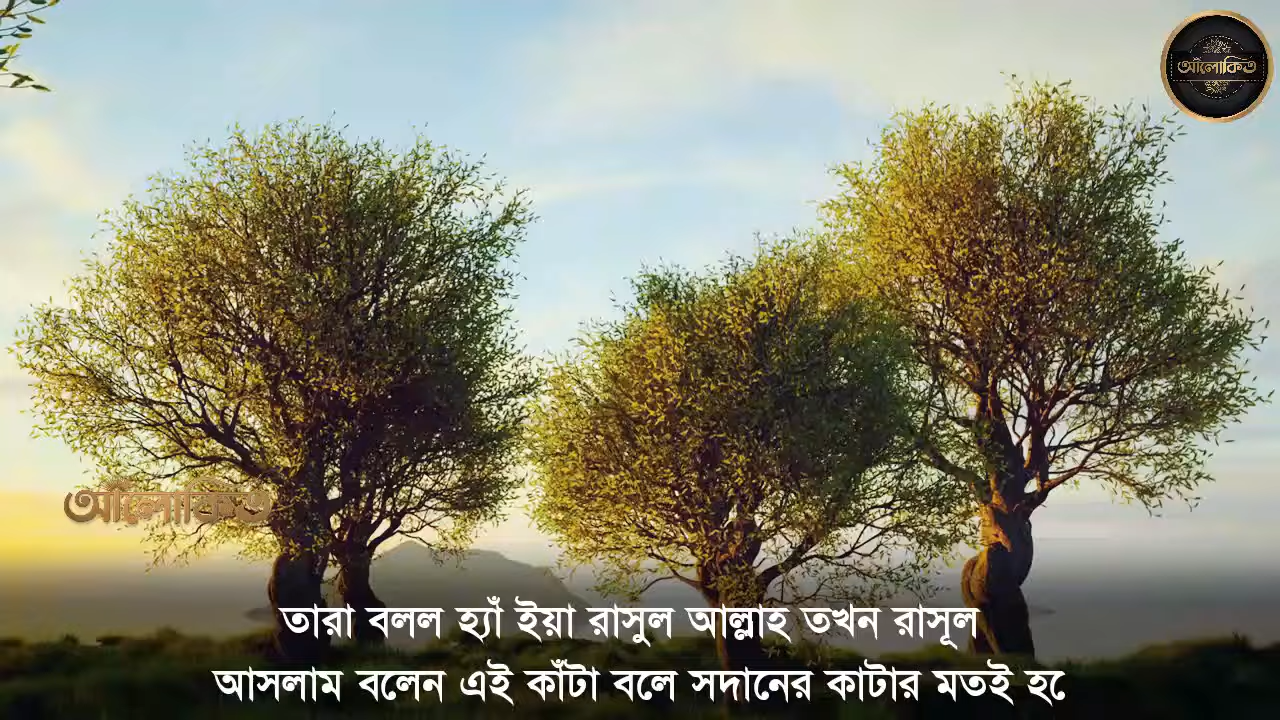 আলোকিত
আলোকিত
তারা বলল হ্যাঁ ইয়া রাসুল আল্লাহ তখন রাসূল
আসলাম বলেন এই কাঁটা বলে সদানের কাটার মতই হে